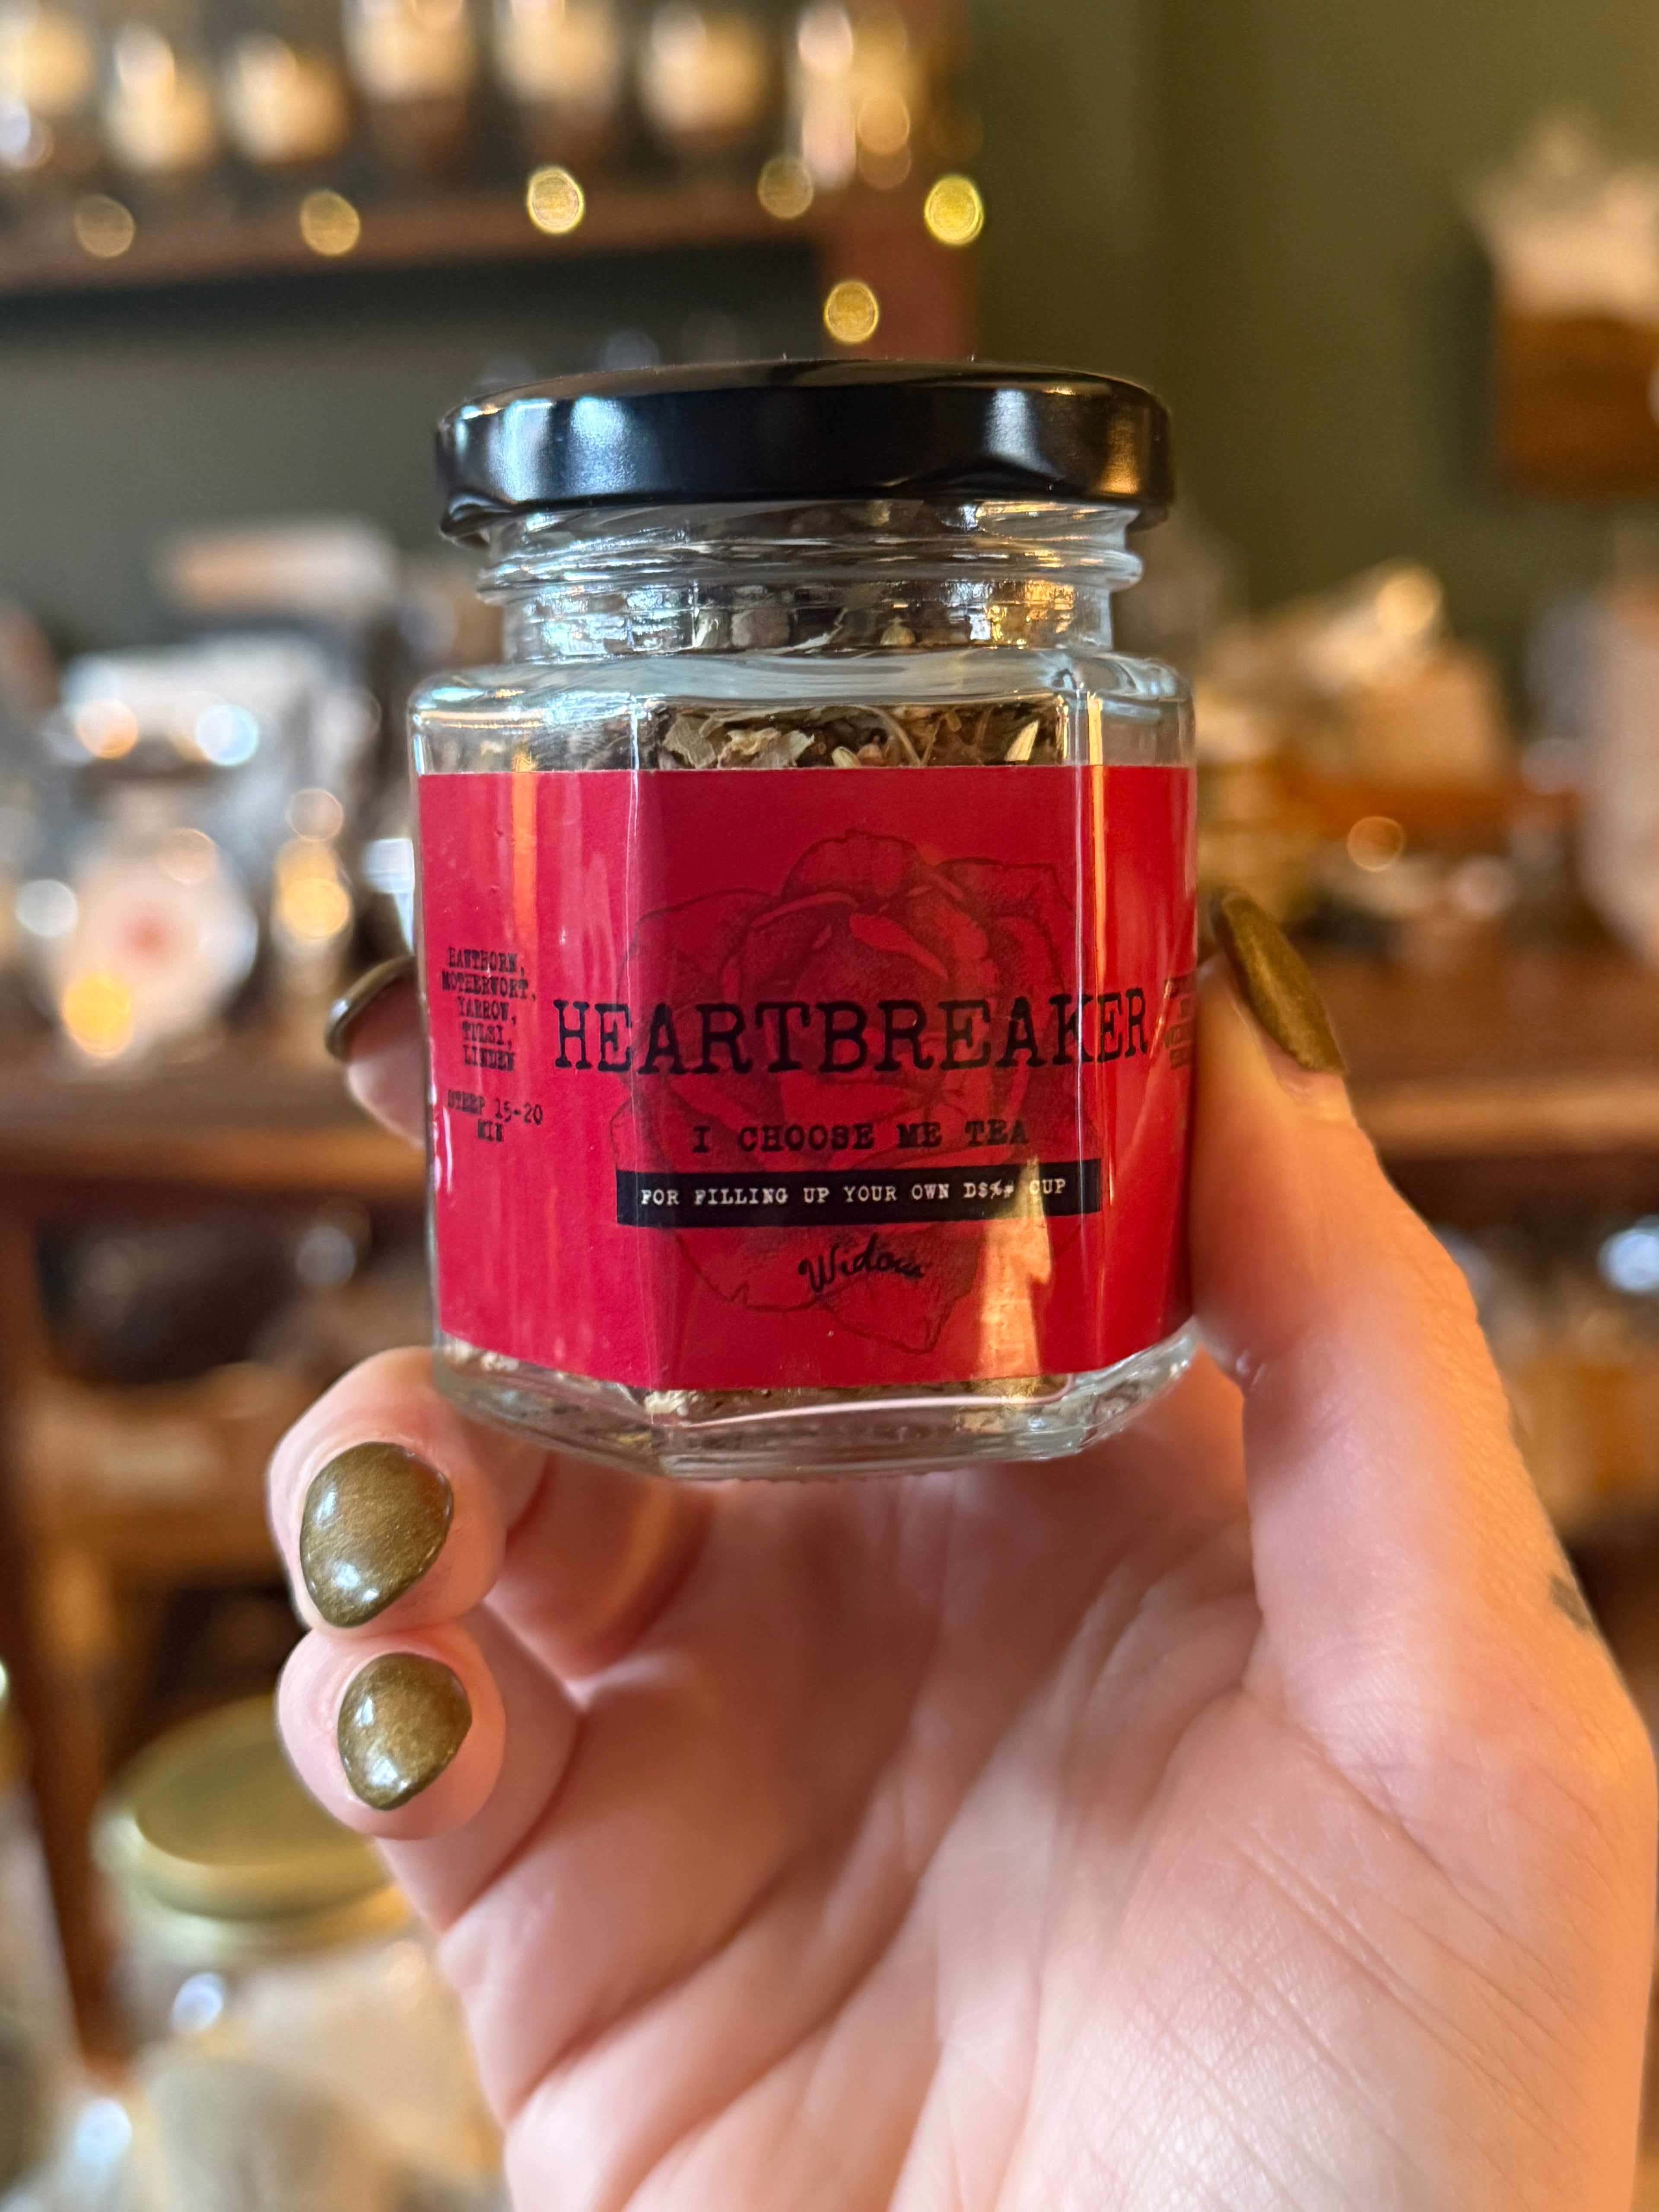 HAWTHORN,
MOTHERWORT,
YARROW,
TULSI,
LINDEN
STEEP 15-20
MIN
HEARTBREAKER
I CHOOSE ME TEA
FOR FILLING UP YOUR OWN D$%# CUP
Widow